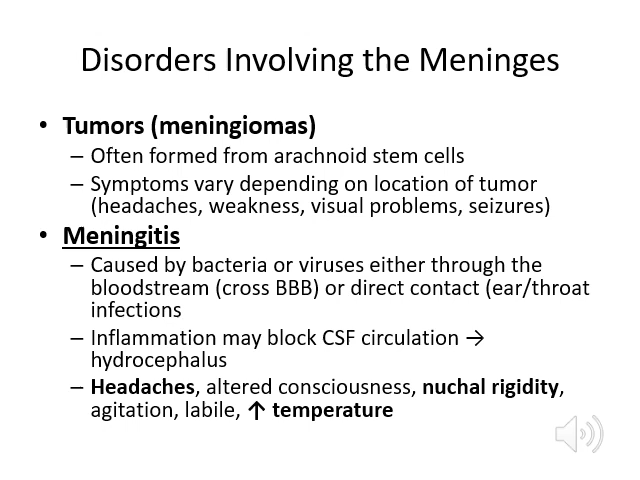 Disorders Involving the Meninges
• Tumors (meningiomas)
– Often formed from arachnoid stem cells
– Symptoms vary depending on location of tumor
(headaches, weakness, visual problems, seizures)
• Meningitis
– Caused by bacteria or viruses either through the
bloodstream (cross BBB) or direct contact (ear/throat
infections
– Inflammation may block CSF circulation →
hydrocephalus
– Headaches, altered consciousness, nuchal rigidity,
agitation, labile, ↑ temperature